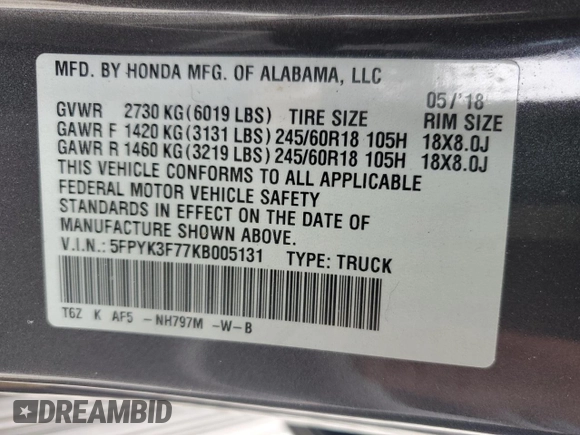 MFD. BY HONDA MFG. OF ALABAMA, LLC
05/'18
GVWR 2730 KG(6019 LBS) TIRE SIZE RIM SIZE
GAWR F 1420 KG(3131 LBS)245/60R18 105H 18X8.0J
GAWR R 1460 KG(3219 LBS)245/60R18 105H 18X8.0J
THIS VEHICLE CONFORMS TO ALL APPLICABLE
FEDERAL MOTOR VEHICLE SAFETY
STANDARDS IN EFFECT ON THE DATE OF
MANUFACTURE SHOWN ABOVE.
V.I.N.: 5FPYK3F77KB005131 TYPE: TRUCK
T6Z K AF5 -NH797M -W-B
DREAMBID